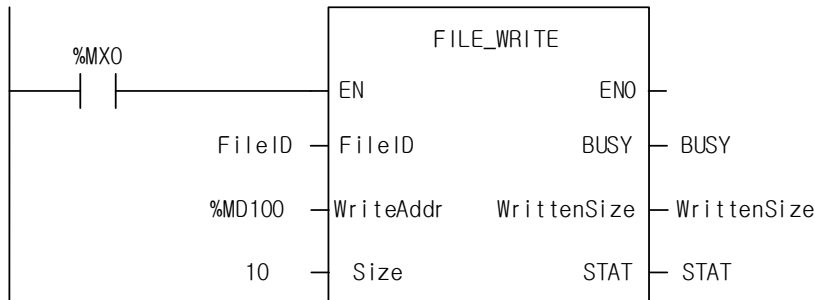 FILE_WRITE
%MX0
EN ENO
FileID FileID BUSY BUSY
%MD100 WriteAddr WrittenSize WrittenSize
10 Size STAT STAT